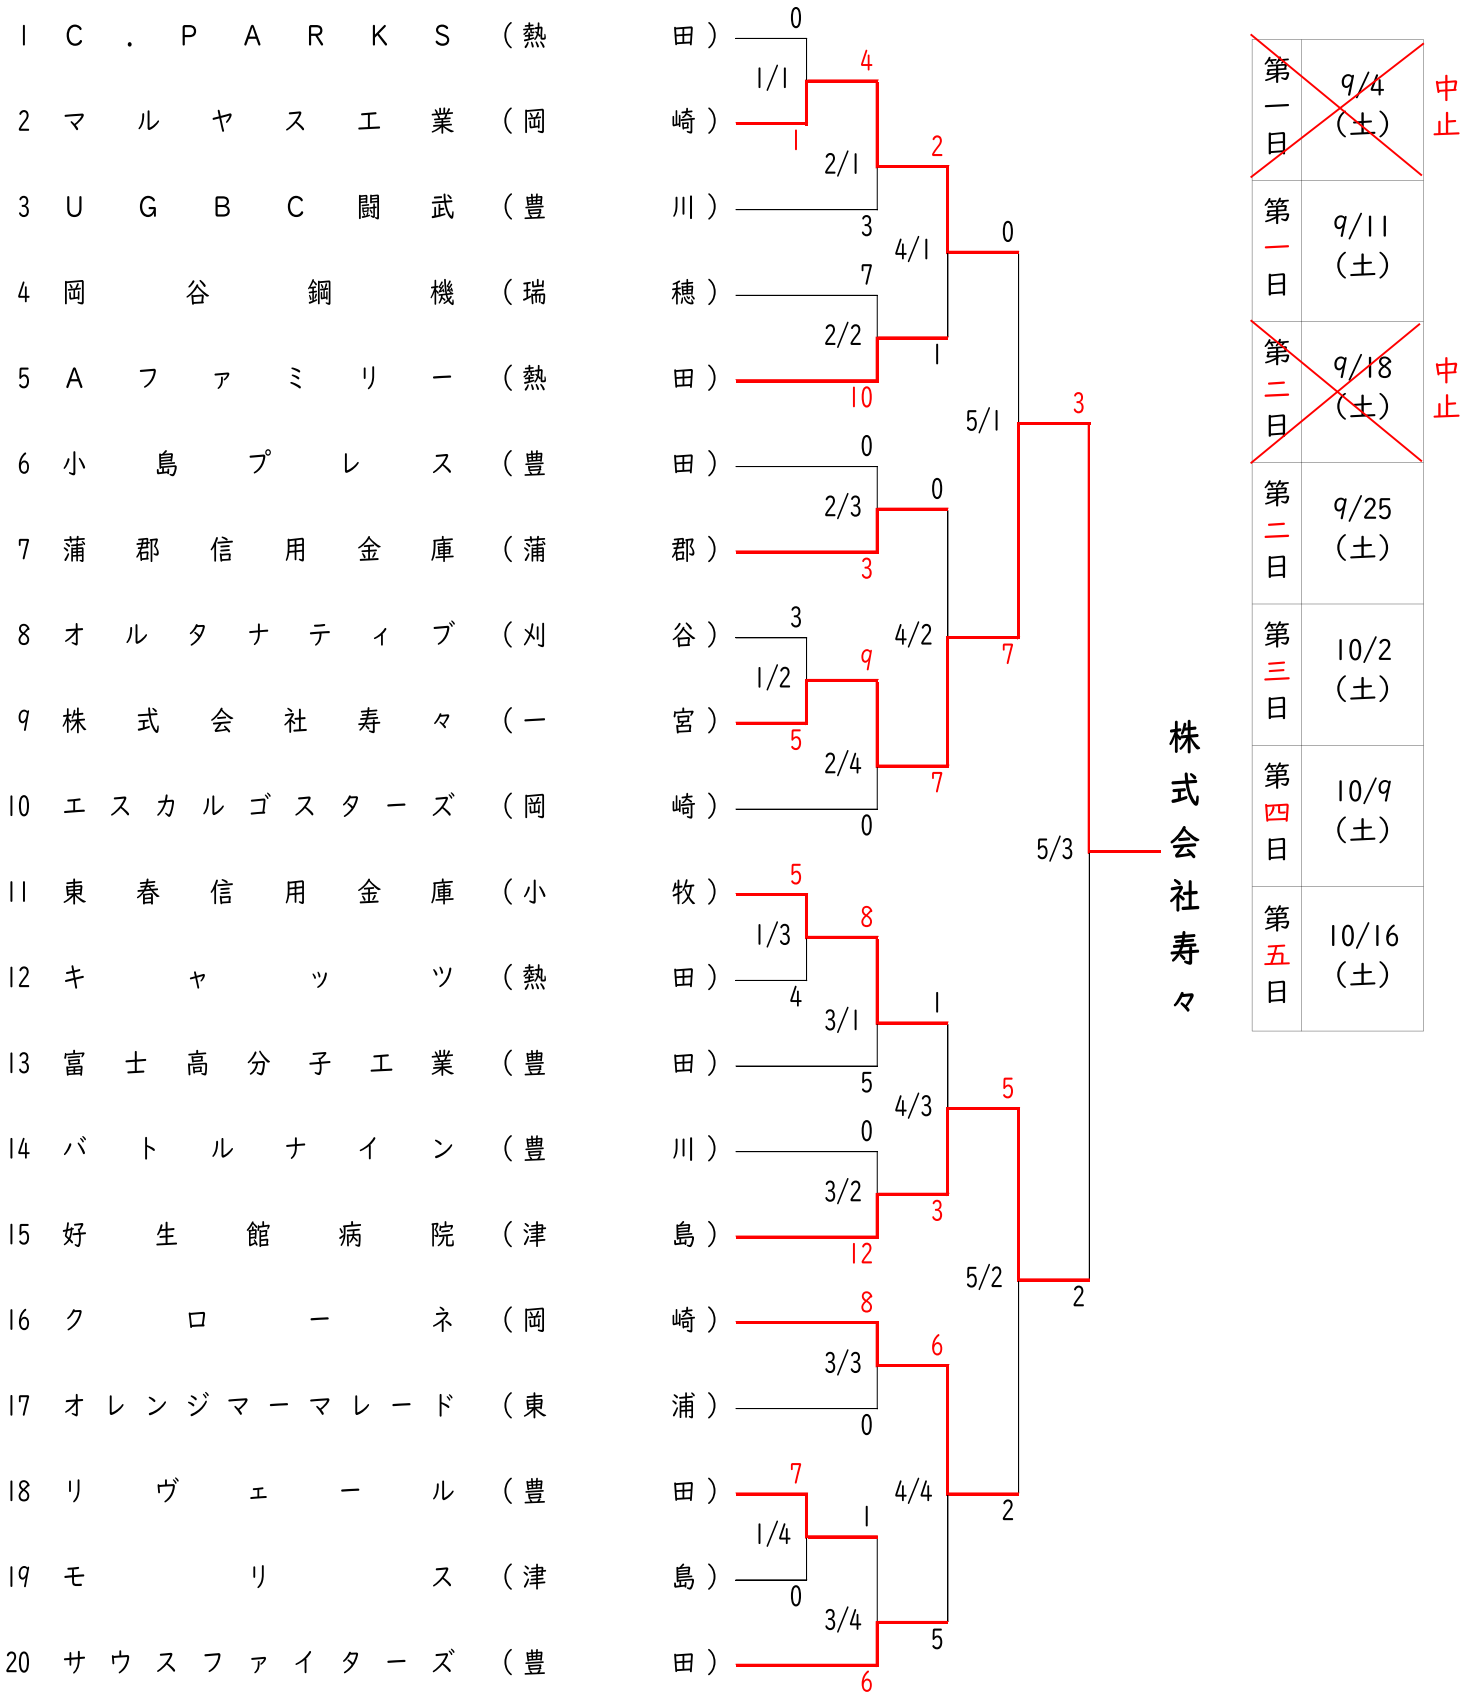 1 C.PARKS (熱田)
2 マルヤス工業 (岡崎)
3 UGBC闘武 (豊川)
4 岡谷鋼機 (瑞穂)
5 Aファミリー (熱田)
6 小島プレス (豊田)
7 蒲郡信用金庫 (蒲郡)
8 オルタナティブ (刈谷)
9 株式会社寿々 (一宮)
10 エスカルゴスターズ (岡崎)
11 東春信用金庫 (小牧)
12 キャッツ (熱田)
13 富士高分子工業 (豊田)
14 バトルナイン (豊川)
15 好生館病院 (津島)
16 クローネ (岡崎)
17 オレンジマーマレード (東浦)
18 リヴェール (豊田)
19 モリス (津島)
20 サウスファイターズ (豊田)
0
1/1
1
3
1/2
5
5
1/3
4
7
1/4
0
4
2/1
3
7
2/2
10
0
2/3
3
9
2/4
0
8
3/1
5
0
3/2
12
8
3/3
0
1
3/4
6
2
4/1
1
0
4/2
7
1
4/3
3
6
4/4
5
0
5/1
7
5
5/2
2
3
5/3
2
株式会社寿々
第一日 9/4 (土) 中止
第一日 9/11 (土)
第二日 9/18 (土) 中止
第二日 9/25 (土)
第三日 10/2 (土)
第四日 10/9 (土)
第五日 10/16 (土)